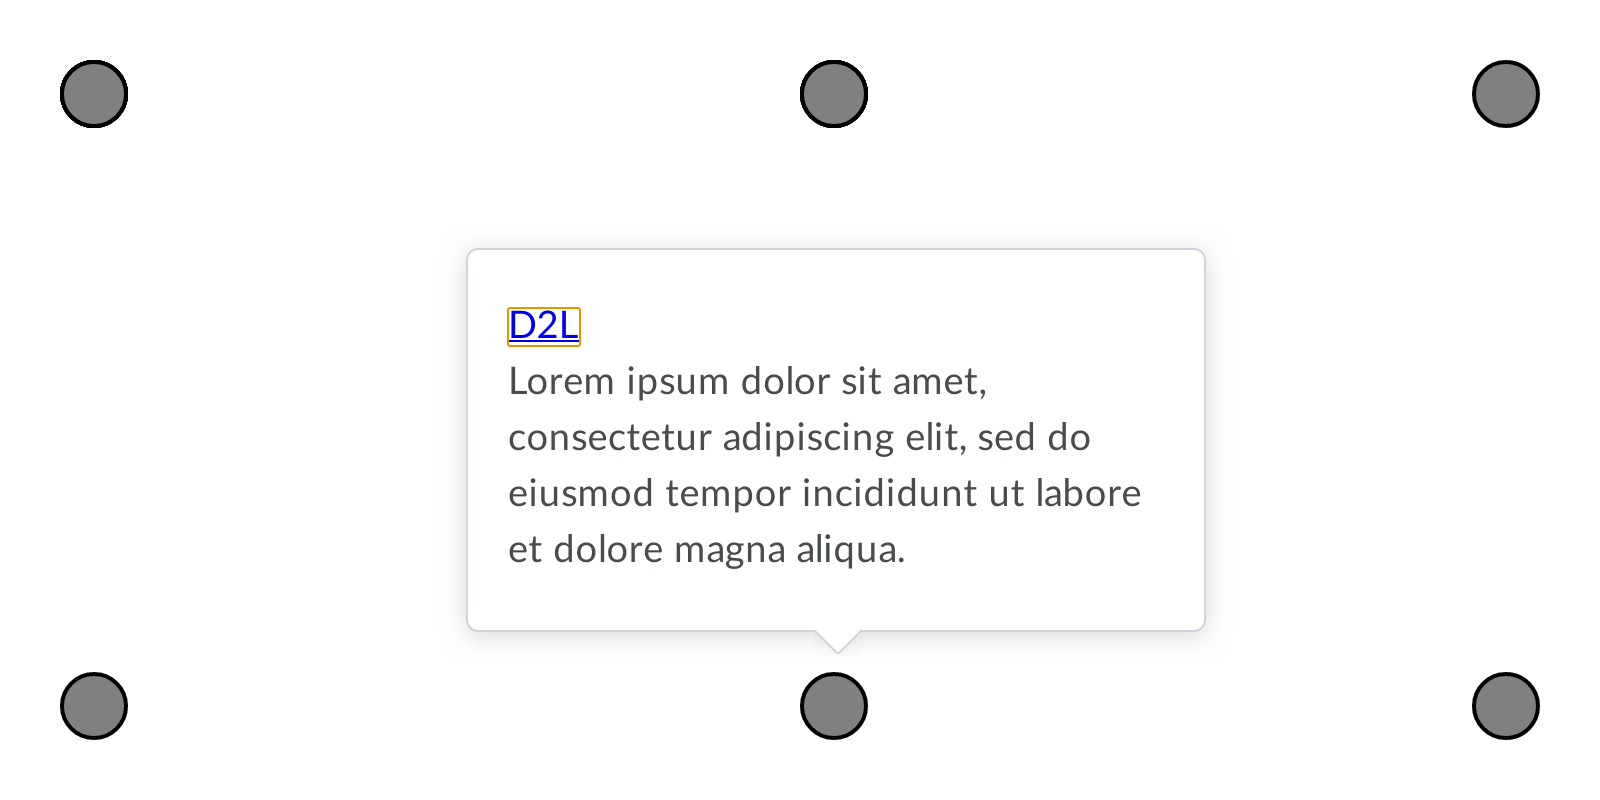 D2L
Lorem ipsum dolor sit amet,
consectetur adipiscing elit, sed do
eiusmod tempor incididunt ut labore
et dolore magna aliqua.